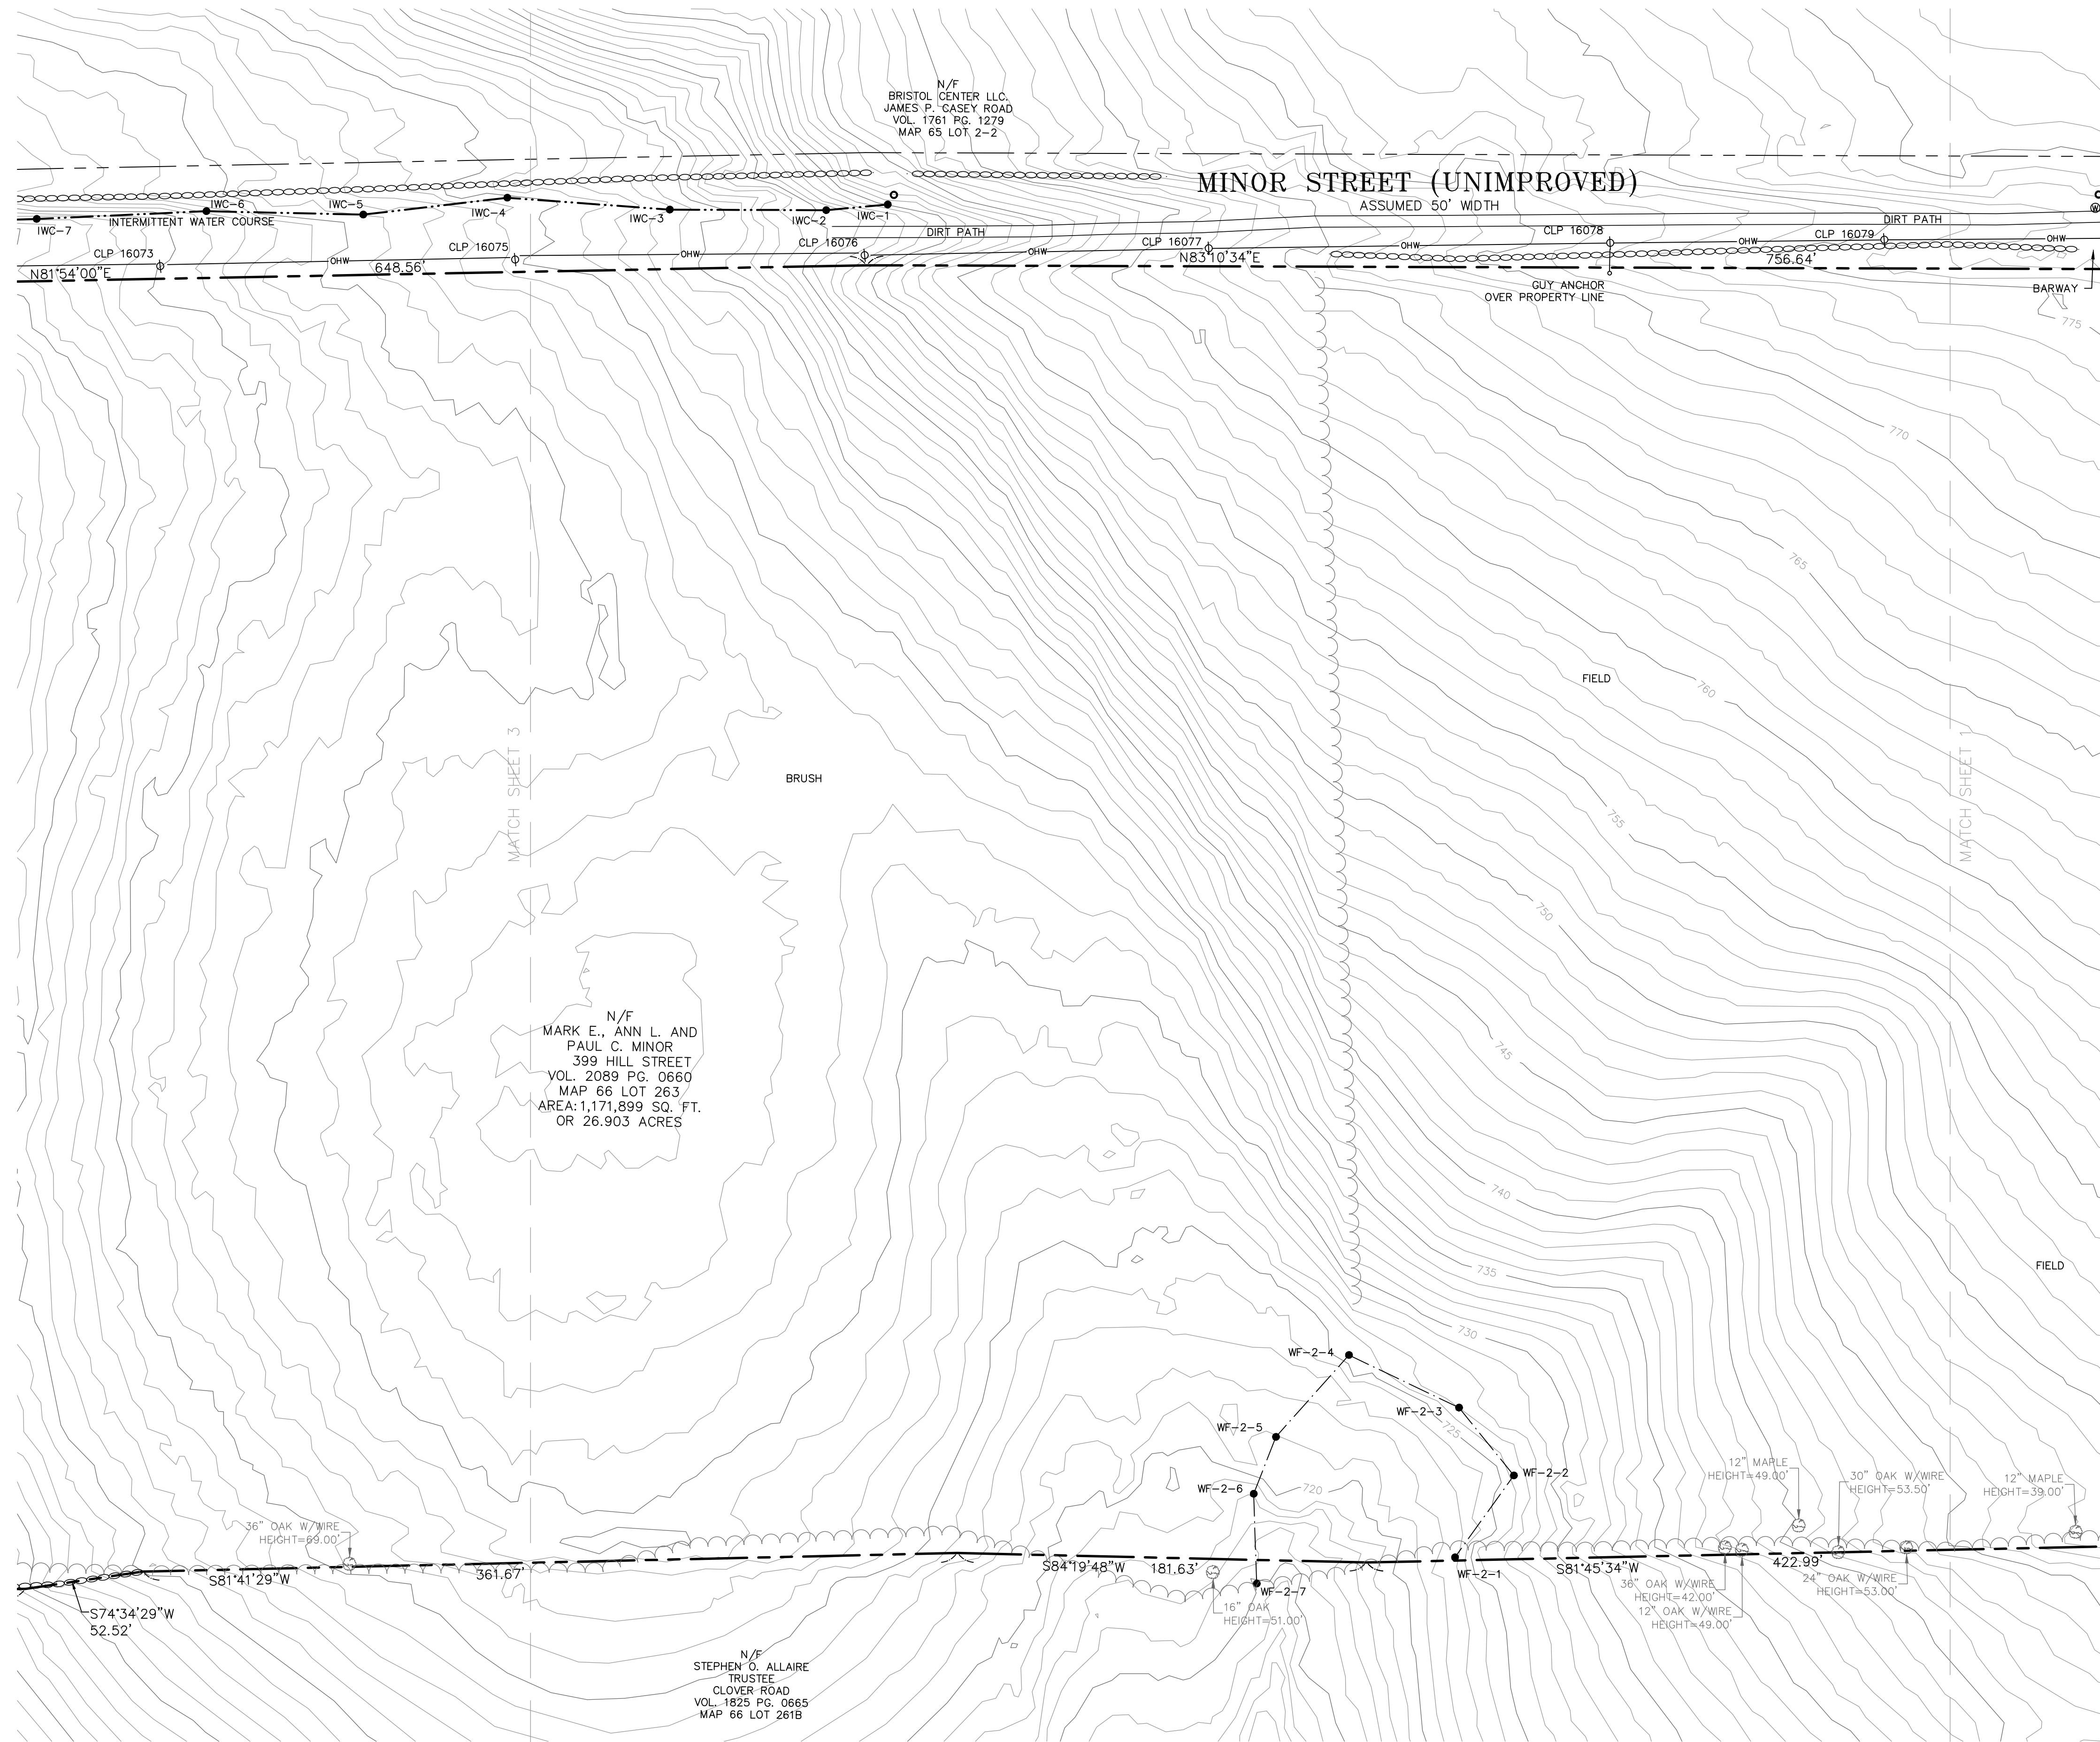 N/F
BRISTOL CENTER LLC.
JAMES P. CASEY ROAD
VOL. 1761 PG. 1279
MAP 65 LOT 2-2
MINOR STREET (UNIMPROVED)
ASSUMED 50' WIDTH
IWC-7
IWC-6
IWC-5
IWC-4
IWC-3
IWC-2
IWC-1
INTERMITTENT WATER COURSE
DIRT PATH
DIRT PATH
CLP 16073
CLP 16075
CLP 16076
CLP 16077
CLP 16078
CLP 16079
OHW
OHW
OHW
OHW
OHW
OHW
W
N81°54'00"E
648.56'
N83°10'34"E
756.64'
GUY ANCHOR
OVER PROPERTY LINE
BARWAY
775
770
765
FIELD
760
MATCH SHEET 3
MATCH SHEET 1
BRUSH
755
750
N/F
MARK E., ANN L. AND
PAUL C. MINOR
399 HILL STREET
VOL. 2089 PG. 0660
MAP 66 LOT 263
AREA: 1,171,899 SQ. FT.
OR 26.903 ACRES
745
740
735
FIELD
730
WF-2-4
WF-2-3
725
WF-2-5
WF-2-2
WF-2-6
720
12" MAPLE
HEIGHT=49.00'
30" OAK W/WIRE
HEIGHT=53.50'
12" MAPLE
HEIGHT=39.00'
36" OAK W/WIRE
HEIGHT=69.00'
S81°41'29"W
361.67'
S84°19'48"W
181.63'
WF-2-1
S81°45'34"W
422.99'
WF-2-7
16" OAK
HEIGHT=51.00'
36" OAK W/WIRE
HEIGHT=42.00'
12" OAK W/WIRE
HEIGHT=49.00'
24" OAK W/WIRE
HEIGHT=53.00'
S74°34'29"W
52.52'
N/F
STEPHEN O. ALLAIRE
TRUSTEE
CLOVER ROAD
VOL. 1825 PG. 0665
MAP 66 LOT 261B